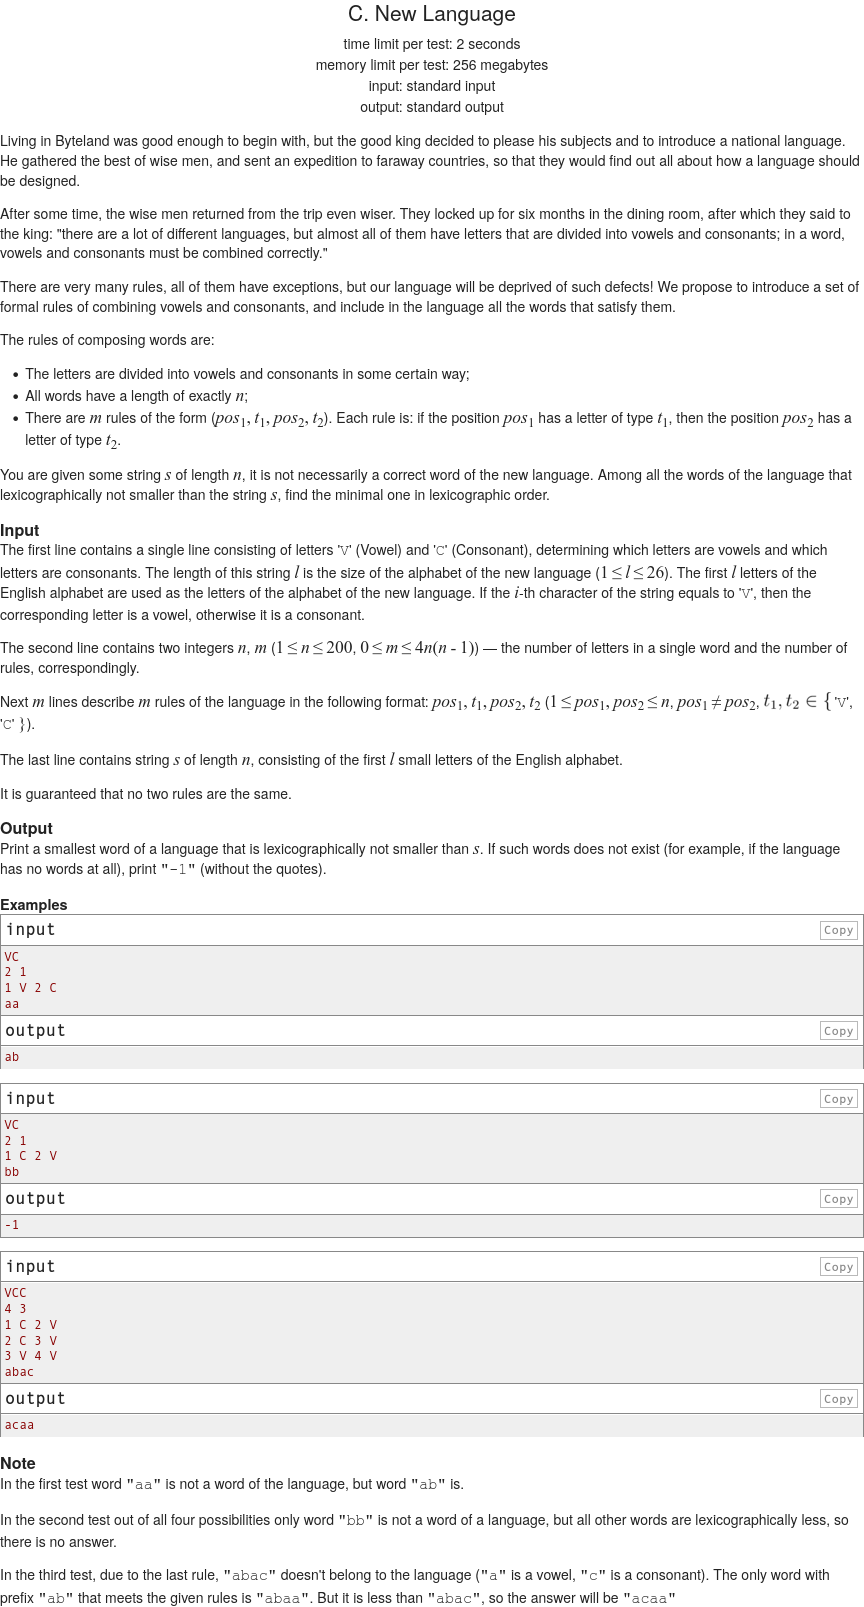 C. New Language
time limit per test: 2 seconds
memory limit per test: 256 megabytes
input: standard input
output: standard output
Living in Byteland was good enough to begin with, but the good king decided to please his subjects and to introduce a national language.
He gathered the best of wise men, and sent an expedition to faraway countries, so that they would find out all about how a language should
be designed.
After some time, the wise men returned from the trip even wiser. They locked up for six months in the dining room, after which they said to
the king: "there are a lot of different languages, but almost all of them have letters that are divided into vowels and consonants; in a word,
vowels and consonants must be combined correctly."
There are very many rules, all of them have exceptions, but our language will be deprived of such defects! We propose to introduce a set of
formal rules of combining vowels and consonants, and include in the language all the words that satisfy them.
The rules of composing words are:
• The letters are divided into vowels and consonants in some certain way;
• All words have a length of exactly n;
• There are m rules of the form (pos₁, t₁, pos₂, t₂). Each rule is: if the position pos₁ has a letter of type t₁, then the position pos₂ has a
letter of type t₂.
You are given some string s of length n, it is not necessarily a correct word of the new language. Among all the words of the language that
lexicographically not smaller than the string s, find the minimal one in lexicographic order.
Input
The first line contains a single line consisting of letters 'V' (Vowel) and 'C' (Consonant), determining which letters are vowels and which
letters are consonants. The length of this string l is the size of the alphabet of the new language (1 ≤ l ≤ 26). The first l letters of the
English alphabet are used as the letters of the alphabet of the new language. If the i-th character of the string equals to 'V', then the
corresponding letter is a vowel, otherwise it is a consonant.
The second line contains two integers n, m (1 ≤ n ≤ 200, 0 ≤ m ≤ 4n(n - 1)) — the number of letters in a single word and the number of
rules, correspondingly.
Next m lines describe m rules of the language in the following format: pos₁, t₁, pos₂, t₂ (1 ≤ pos₁, pos₂ ≤ n, pos₁ ≠ pos₂, t₁, t₂ ∈ { 'V',
'C' }).
The last line contains string s of length n, consisting of the first l small letters of the English alphabet.
It is guaranteed that no two rules are the same.
Output
Print a smallest word of a language that is lexicographically not smaller than s. If such words does not exist (for example, if the language
has no words at all), print "-1" (without the quotes).
Examples
input Copy
VC
2 1
1 V 2 C
aa
output Copy
ab
input Copy
VC
2 1
1 C 2 V
bb
output Copy
-1
input Copy
VCC
4 3
1 C 2 V
2 C 3 V
3 V 4 V
abac
output Copy
acaa
Note
In the first test word "aa" is not a word of the language, but word "ab" is.
In the second test out of all four possibilities only word "bb" is not a word of a language, but all other words are lexicographically less, so
there is no answer.
In the third test, due to the last rule, "abac" doesn't belong to the language ("a" is a vowel, "c" is a consonant). The only word with
prefix "ab" that meets the given rules is "abaa". But it is less than "abac", so the answer will be "acaa"